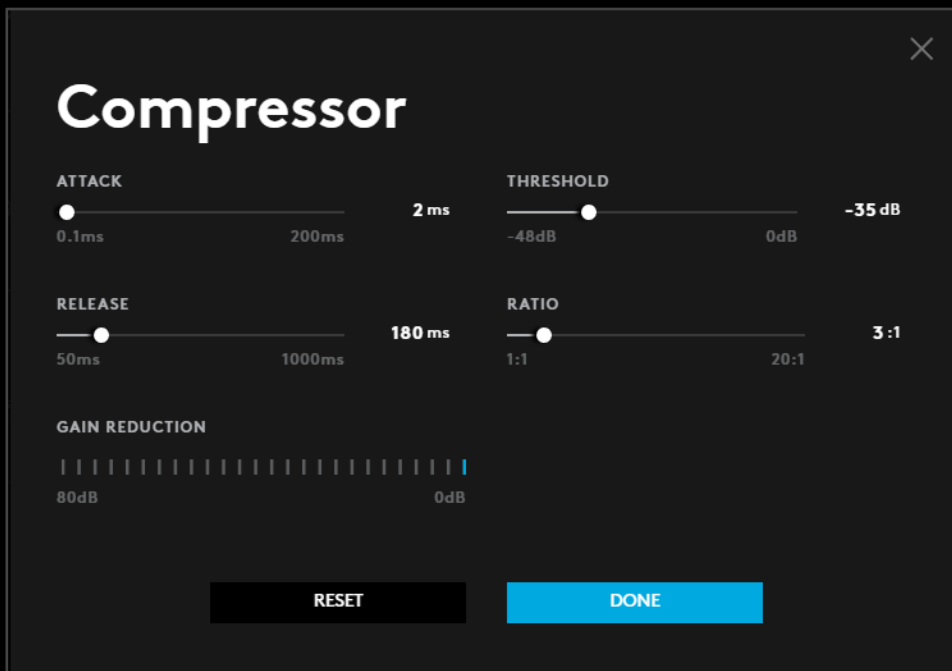 Compressor
ATTACK
2 ms
0.1ms 200ms
THRESHOLD
-35 dB
-48dB 0dB
RELEASE
180 ms
50ms 1000ms
RATIO
3 :1
1:1 20:1
GAIN REDUCTION
80dB 0dB
RESET
DONE